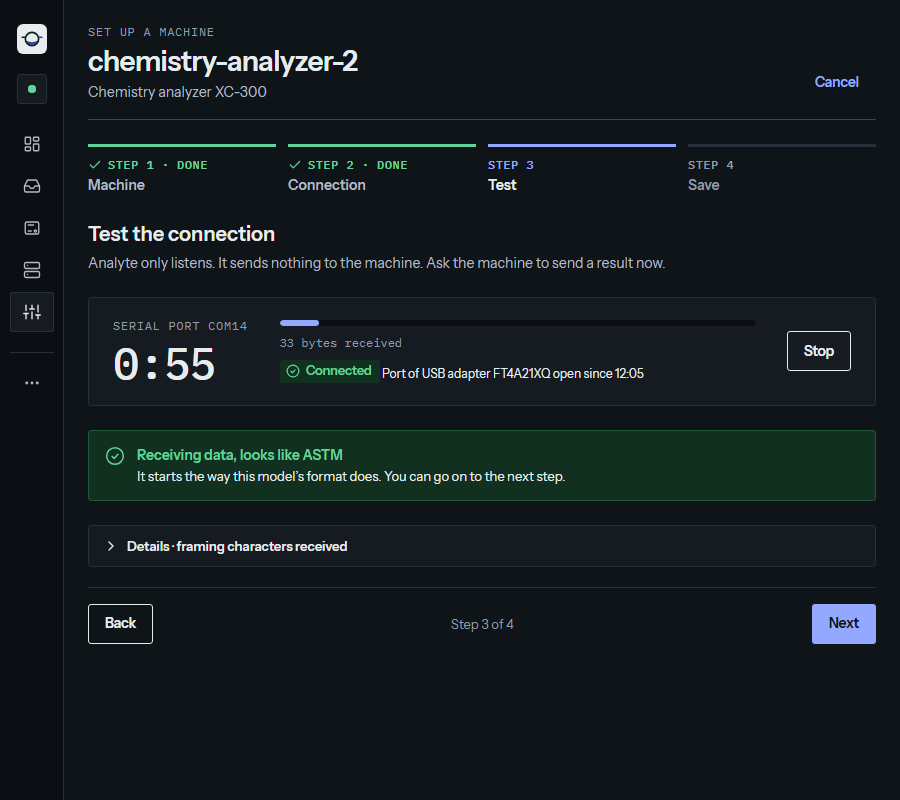 SET UP A MACHINE
chemistry-analyzer-2
Chemistry analyzer XC-300
Cancel
STEP 1 · DONE
Machine
STEP 2 · DONE
Connection
STEP 3
Test
STEP 4
Save
Test the connection
Analyte only listens. It sends nothing to the machine. Ask the machine to send a result now.
SERIAL PORT COM14
0:55
33 bytes received
Connected Port of USB adapter FT4A21XQ open since 12:05
Stop
Receiving data, looks like ASTM
It starts the way this model’s format does. You can go on to the next step.
Details · framing characters received
Back
Step 3 of 4
Next